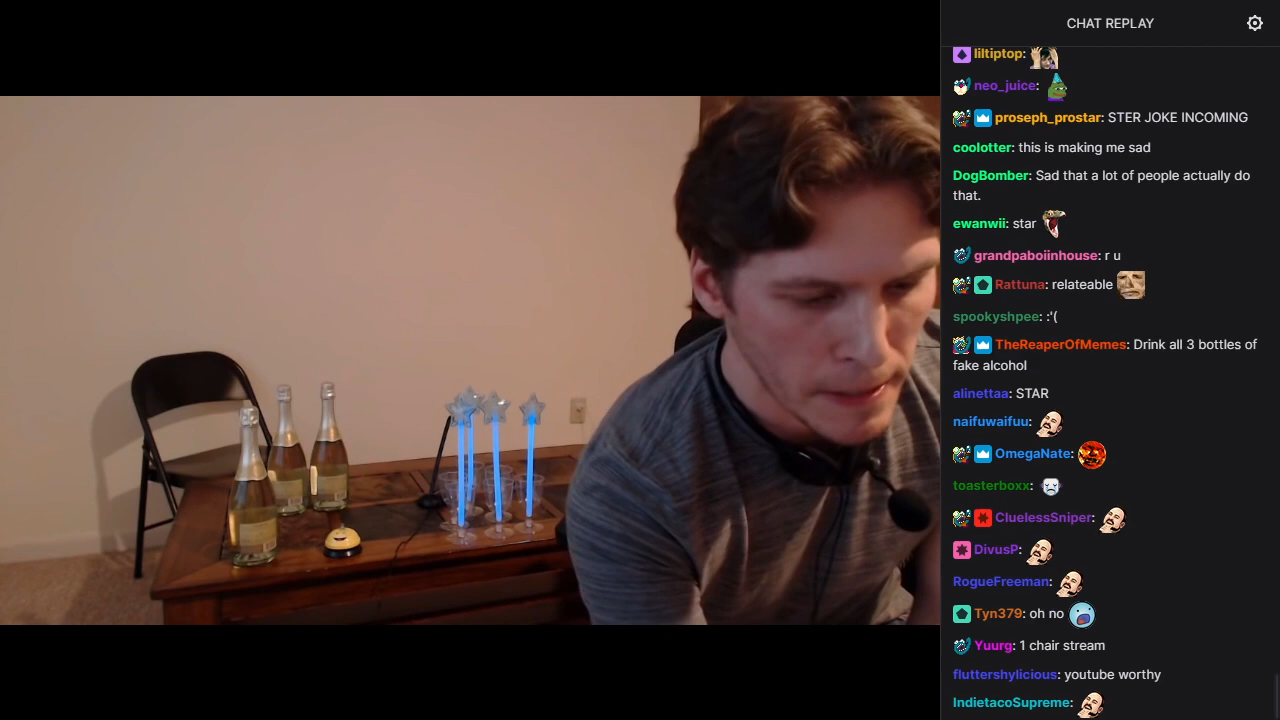 CHAT REPLAY
liltiptop:
neo_juice:
proseph_prostar: STER JOKE INCOMING
coolotter: this is making me sad
DogBomber: Sad that a lot of people actually do
that.
ewanwii: star
grandpaboiinhouse: r u
Rattuna: relateable
spookyshpee: :'(
TheReaperOfMemes: Drink all 3 bottles of
fake alcohol
alinettaa: STAR
naifuwaifuu:
OmegaNate:
toasterboxx:
CluelessSniper:
DivusP:
RogueFreeman:
Tyn379: oh no
Yuurg: 1 chair stream
fluttershylicious: youtube worthy
IndietacoSupreme: